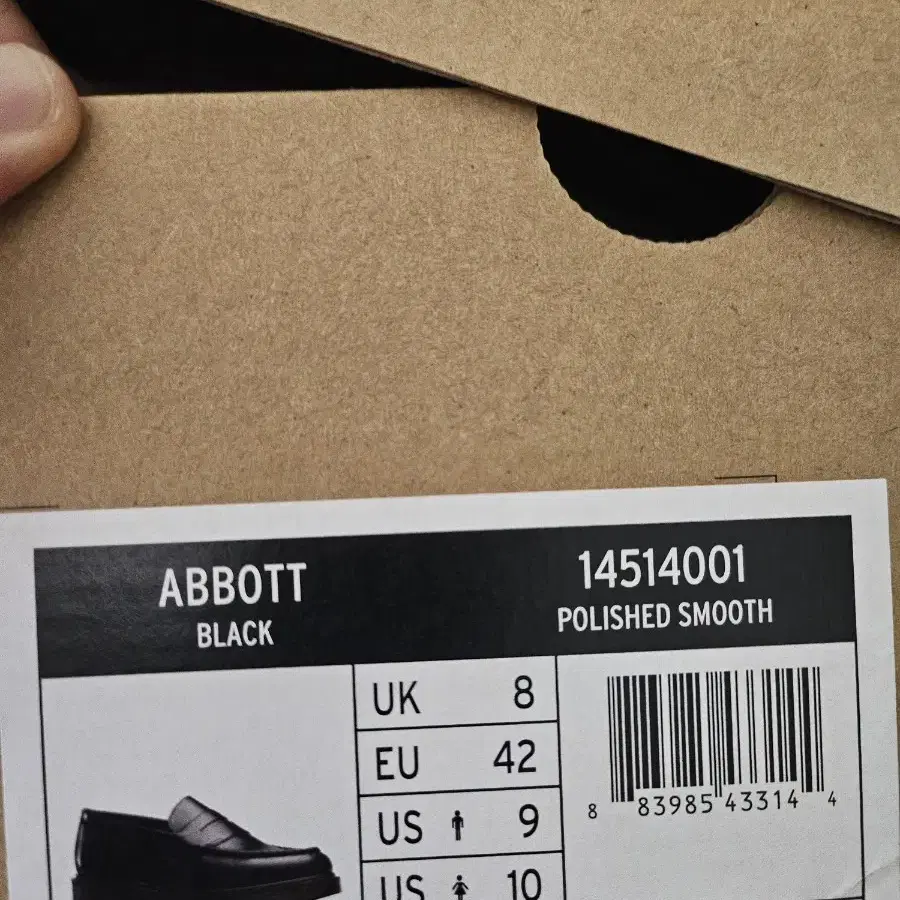 ABBOTT
BLACK
14514001
POLISHED SMOOTH
UK 8
EU 42
US 9
US 10
8 83985 43314 4